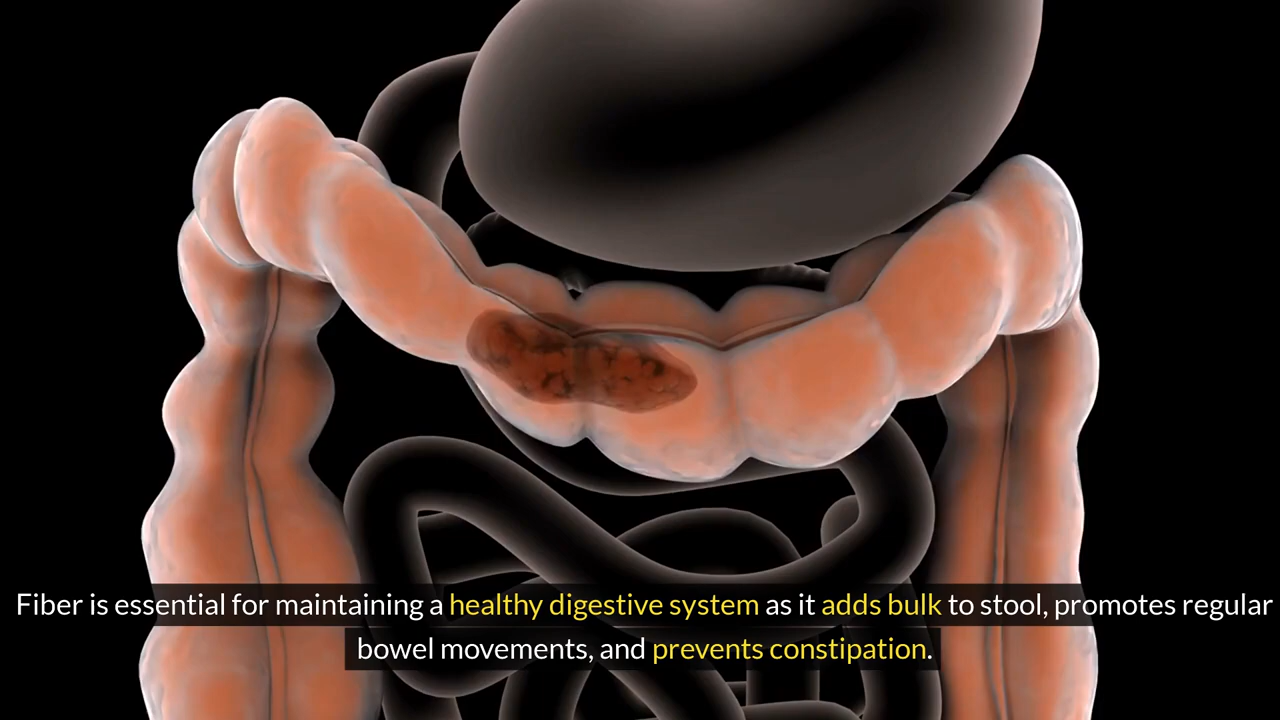 Fiber is essential for maintaining a healthy digestive system as it adds bulk to stool, promotes regular
bowel movements, and prevents constipation.